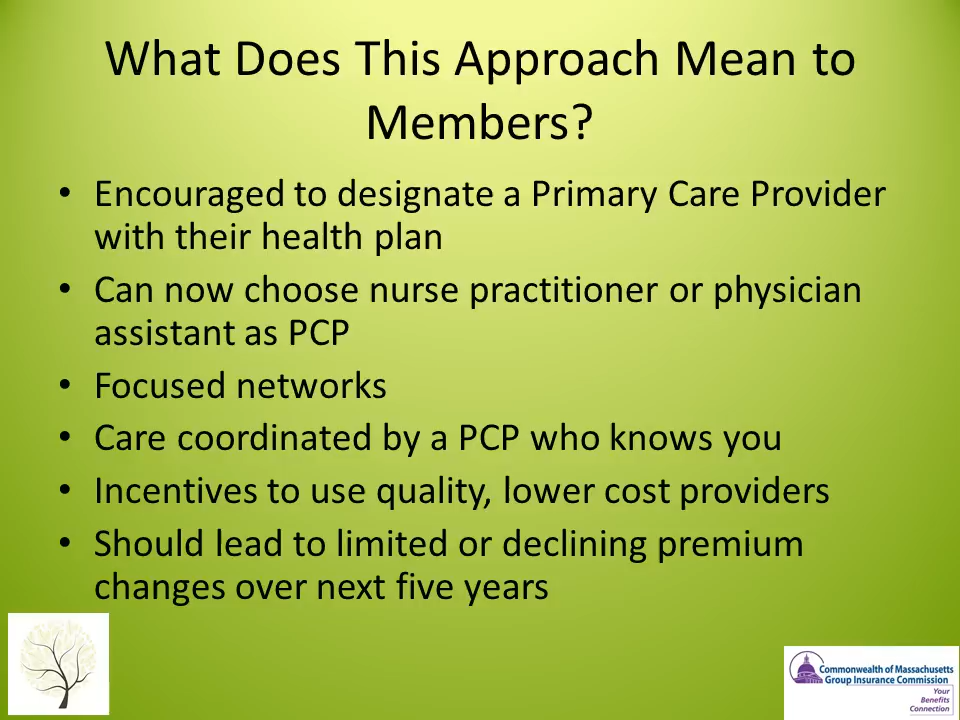 What Does This Approach Mean to
Members?
• Encouraged to designate a Primary Care Provider
with their health plan
• Can now choose nurse practitioner or physician
assistant as PCP
• Focused networks
• Care coordinated by a PCP who knows you
• Incentives to use quality, lower cost providers
• Should lead to limited or declining premium
changes over next five years
Commonwealth of Massachusetts
Group Insurance Commission
Your
Benefits
Connection